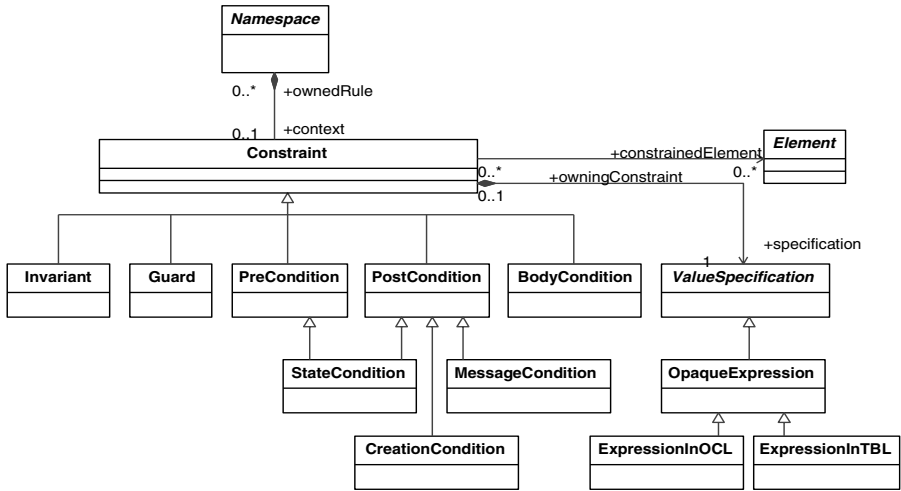 Namespace
0..* +ownedRule
0..1 +context
Constraint
+constrainedElement
Element
0..* 0..*
+owningConstraint
0..1
+specification
1
Invariant
Guard
PreCondition
PostCondition
BodyCondition
ValueSpecification
StateCondition
MessageCondition
OpaqueExpression
CreationCondition
ExpressionInOCL
ExpressionInTBL